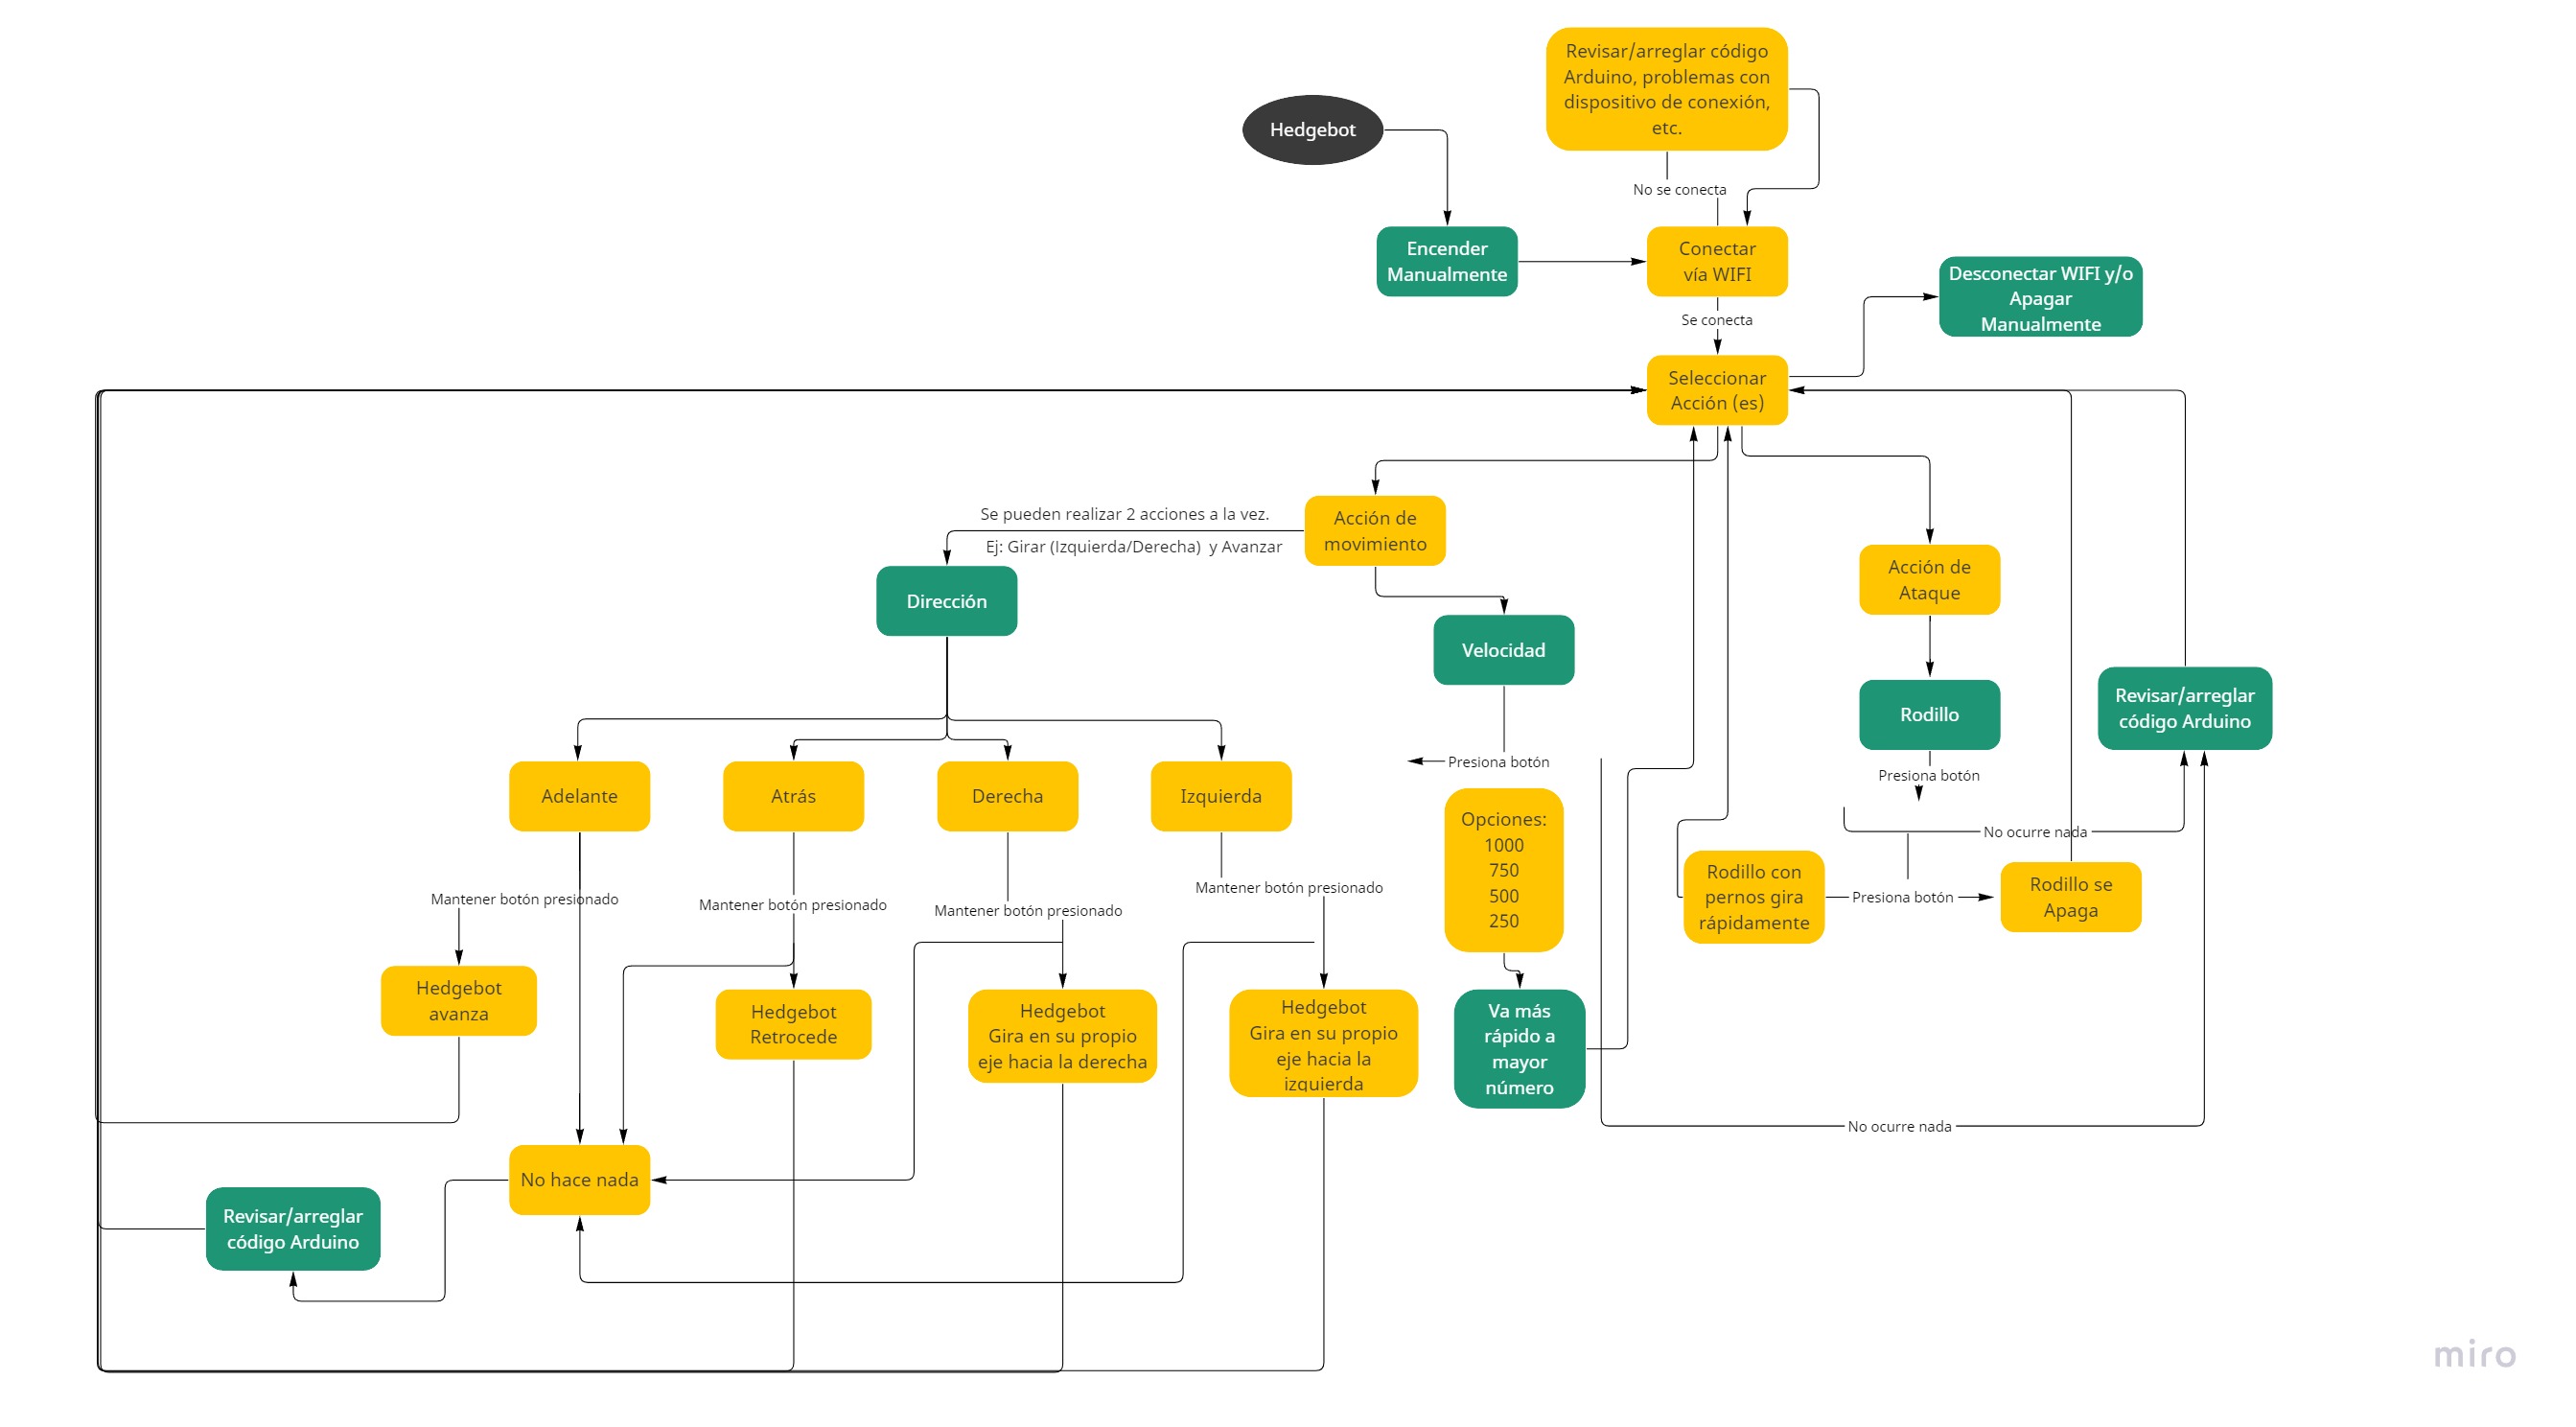 Revisar/arreglar código
Arduino, problemas con
dispositivo de conexión,
etc.
Hedgebot
No se conecta
Encender
Manualmente
Conectar
vía WIFI
Desconectar WIFI y/o
Apagar
Manualmente
Se conecta
Seleccionar
Acción (es)
Se pueden realizar 2 acciones a la vez.
Ej: Girar (Izquierda/Derecha) y Avanzar
Acción de
movimiento
Acción de
Ataque
Dirección
Velocidad
Rodillo
Revisar/arreglar
código Arduino
Presiona botón
Presiona botón
Adelante
Atrás
Derecha
Izquierda
Opciones:
1000
750
500
250
No ocurre nada
Rodillo con
pernos gira
rápidamente
Presiona botón
Rodillo se
Apaga
Mantener botón presionado
Mantener botón presionado
Mantener botón presionado
Mantener botón presionado
Hedgebot
avanza
Hedgebot
Retrocede
Hedgebot
Gira en su propio
eje hacia la derecha
Hedgebot
Gira en su propio
eje hacia la
izquierda
Va más
rápido a
mayor
número
No ocurre nada
No hace nada
Revisar/arreglar
código Arduino
miro